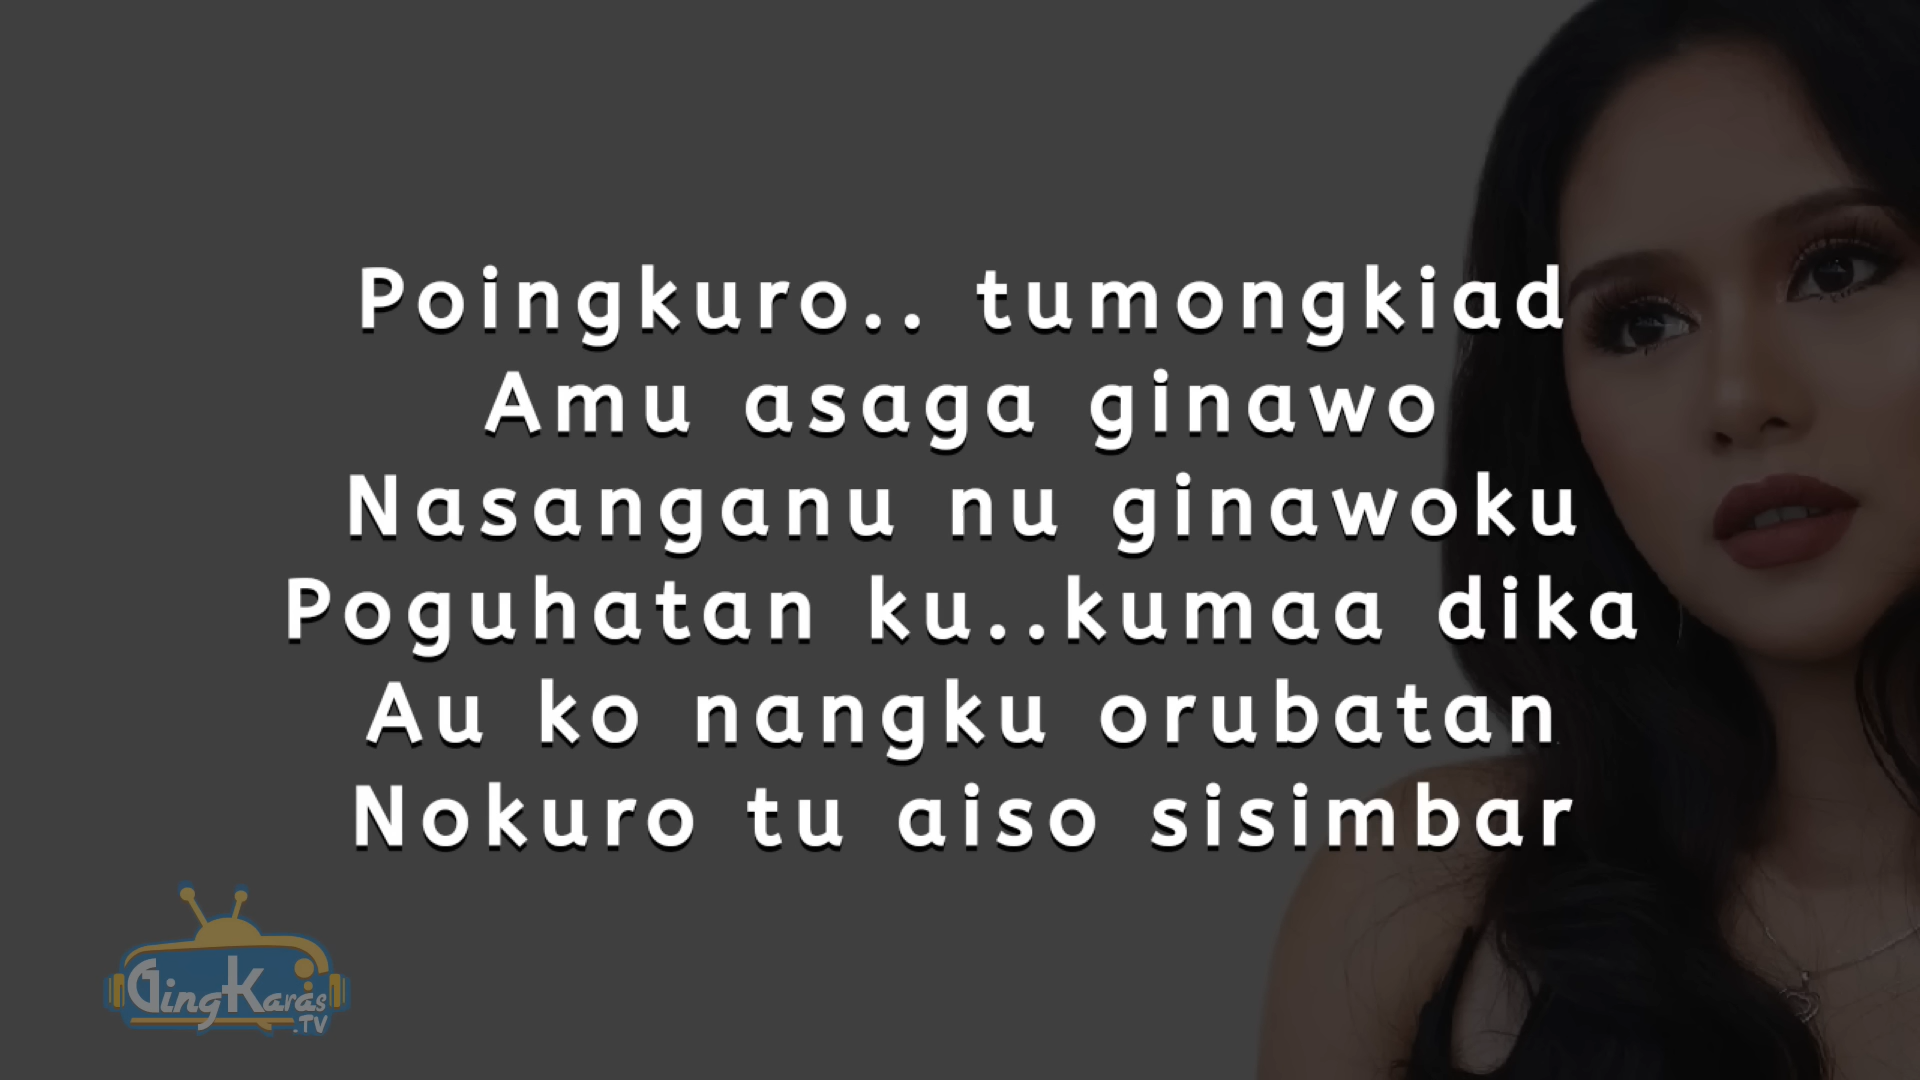 Poingkuro.. tumongkiad
Amu asaga ginawo
Nasanganu nu ginawoku
Poguhatan ku..kumaa dika
Au ko nangku orubatan
Nokuro tu aiso sisimbar
GingKaras
.TV